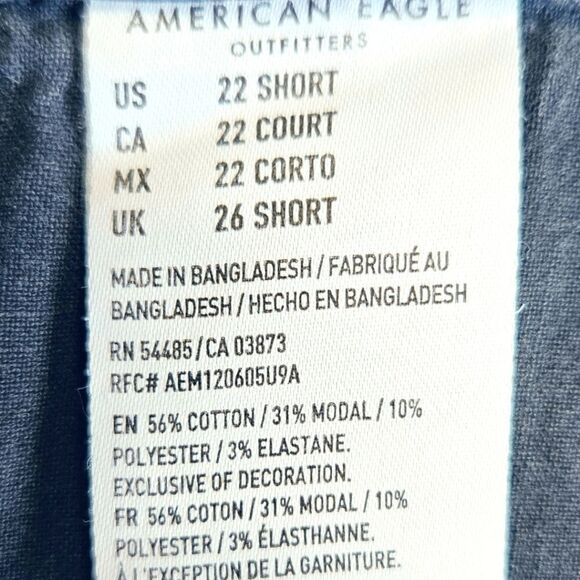 AMERICAN EAGLE
OUTFITTERS
US 22 SHORT
CA 22 COURT
MX 22 CORTO
UK 26 SHORT
MADE IN BANGLADESH / FABRIQUÉ AU
BANGLADESH / HECHO EN BANGLADESH
RN 54485 / CA 03873
RFC# AEM120605U9A
EN 56% COTTON / 31% MODAL / 10%
POLYESTER / 3% ELASTANE.
EXCLUSIVE OF DECORATION.
FR 56% COTON / 31% MODAL / 10%
POLYESTER / 3% ÉLASTHANNE.
À L'EXCEPTION DE LA GARNITURE.